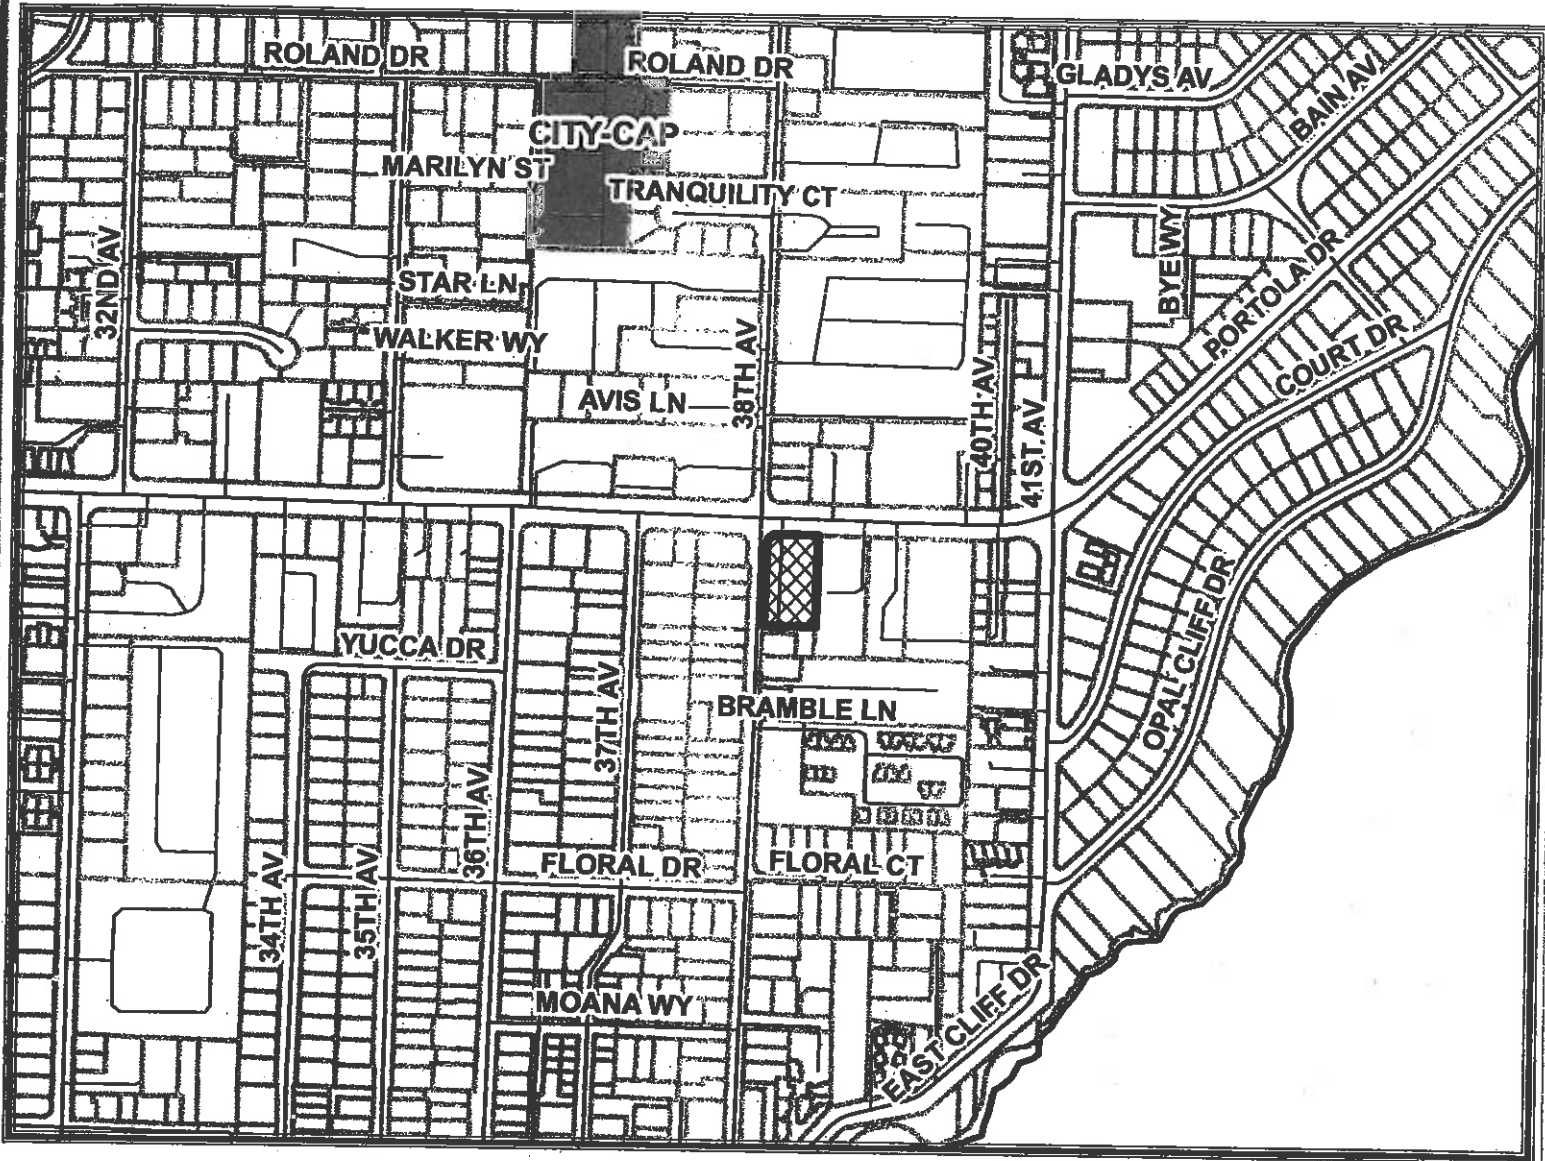 ROLAND DR
ROLAND DR
GLADYS AV
BAIN AV
CITY-CAP
MARILYN ST
TRANQUILITY CT
32ND AV
STAR LN
BYE WY
PORTOLA DR
WALKER WY
38TH AV
COURT DR
AVIS LN
40TH AV
41ST AV
YUCCA DR
37TH AV
OPAL CLIFF DR
BRAMBLE LN
36TH AV
FLORAL DR
FLORAL CT
34TH AV
35TH AV
MOANA WY
EAST CLIFF DR